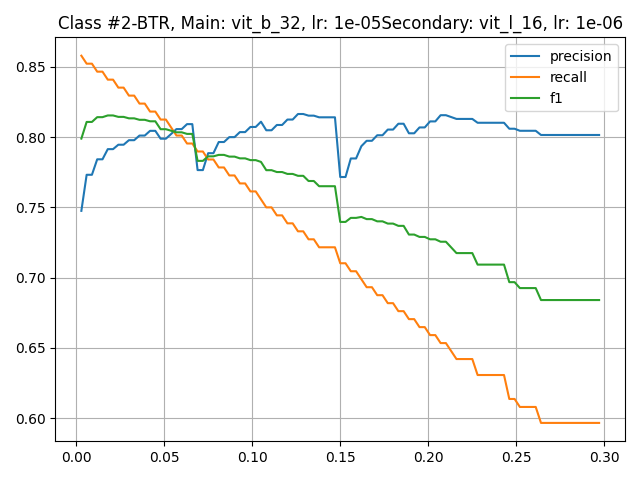 Class #2-BTR, Main: vit_b_32, lr: 1e-05Secondary: vit_l_16, lr: 1e-06
precision
recall
f1
0.85
0.80
0.75
0.70
0.65
0.60
0.00 0.05 0.10 0.15 0.20 0.25 0.30